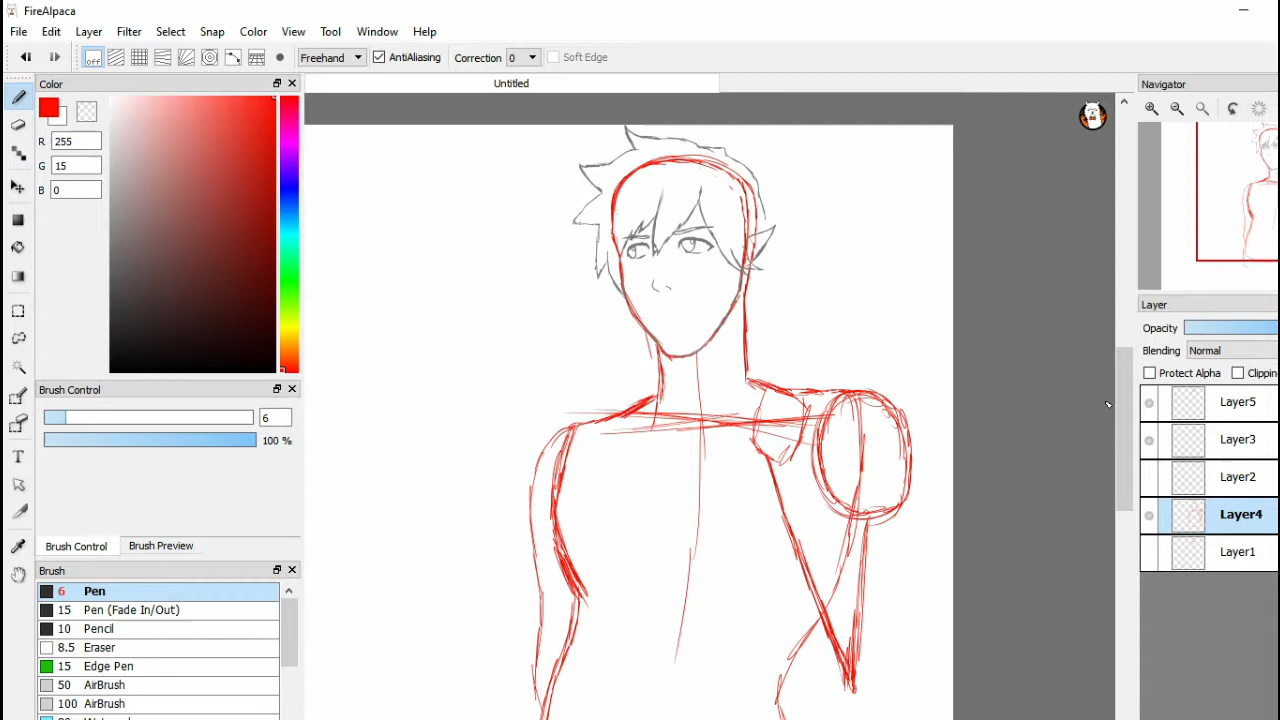 FireAlpaca
File Edit Layer Filter Select Snap Color View Tool Window Help
off Freehand AntiAliasing Correction 0 Soft Edge
Color
Untitled
Navigator
R 255
G 15
B 0
Brush Control
6
100 %
Brush Control Brush Preview
Brush
6 Pen
15 Pen (Fade In/Out)
10 Pencil
8.5 Eraser
15 Edge Pen
50 AirBrush
100 AirBrush
Layer
Opacity
Blending Normal
Protect Alpha Clippin
Layer5
Layer3
Layer2
Layer4
Layer1